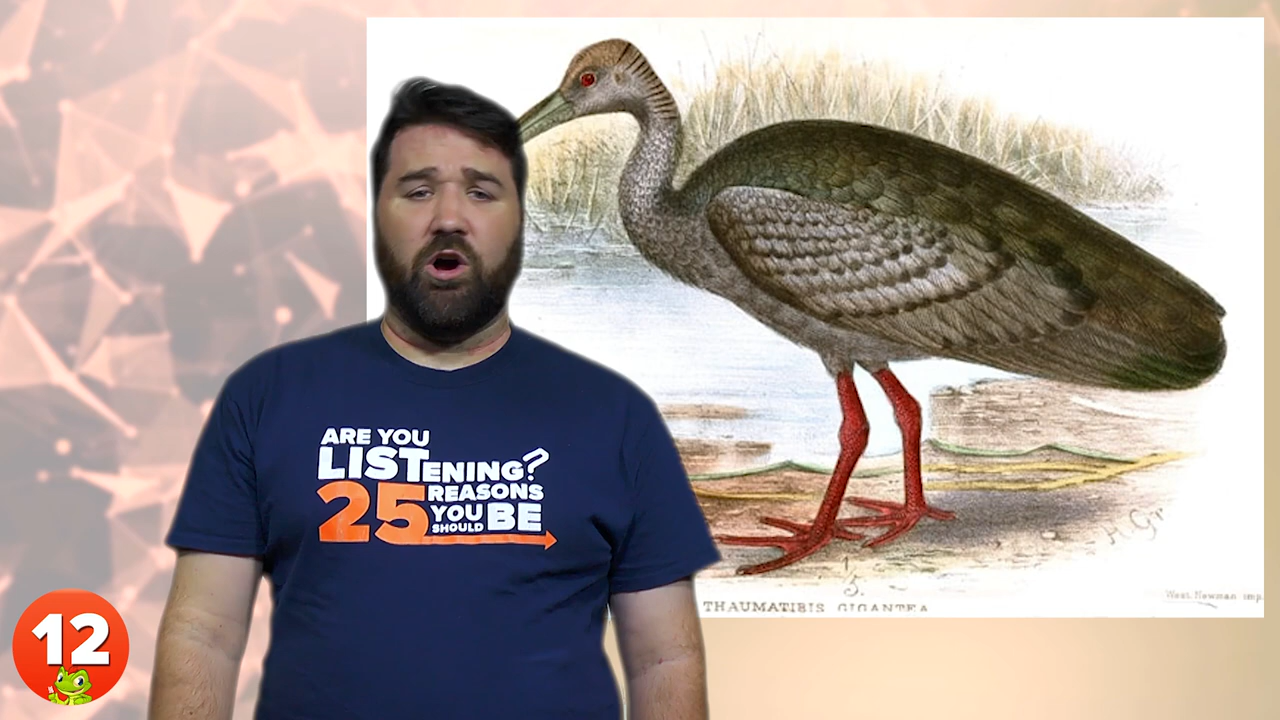 ARE YOU
LISTENING?
25 REASONS
YOU SHOULD BE
12
THAUMATIBIS GIGANTEA
West, Newman imp.